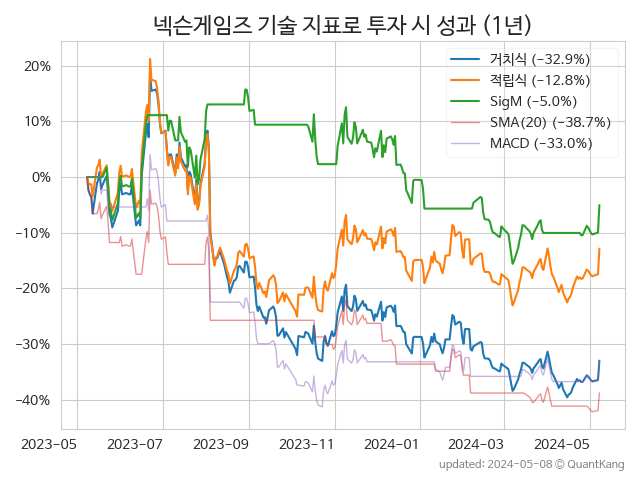 넥슨게임즈 기술 지표로 투자 시 성과 (1년)
거치식 (−32.9%)
적립식 (−12.8%)
SigM (−5.0%)
SMA(20) (−38.7%)
MACD (−33.0%)
20%
10%
0%
−10%
−20%
−30%
−40%
2023-05 2023-07 2023-09 2023-11 2024-01 2024-03 2024-05
updated: 2024-05-08 © QuantKang